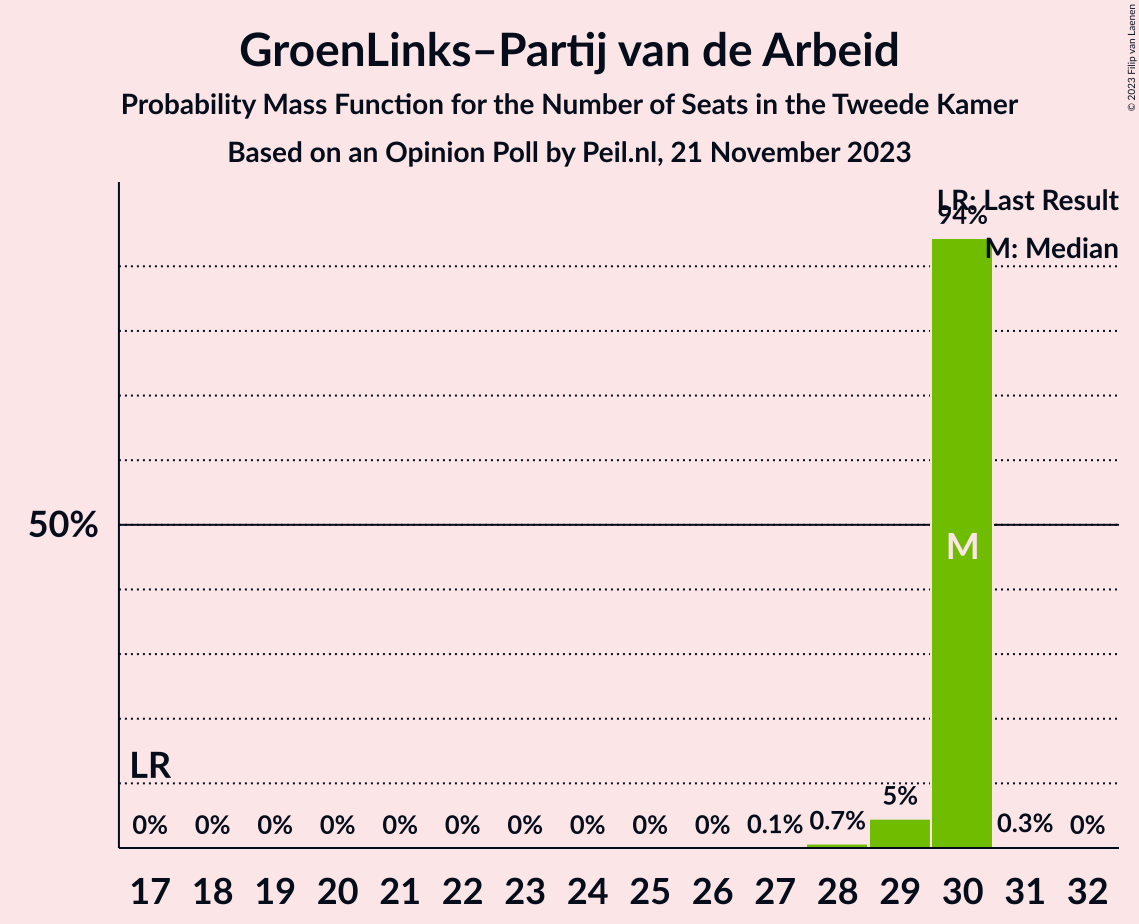 GroenLinks–Partij van de Arbeid
Probability Mass Function for the Number of Seats in the Tweede Kamer
Based on an Opinion Poll by Peil.nl, 21 November 2023
© 2023 Filip van Laenen
LR: Last Result
94%
M: Median
50%
M
LR
0% 0% 0% 0% 0% 0% 0% 0% 0% 0% 0.1% 0.7% 5% 0.3% 0%
17 18 19 20 21 22 23 24 25 26 27 28 29 30 31 32